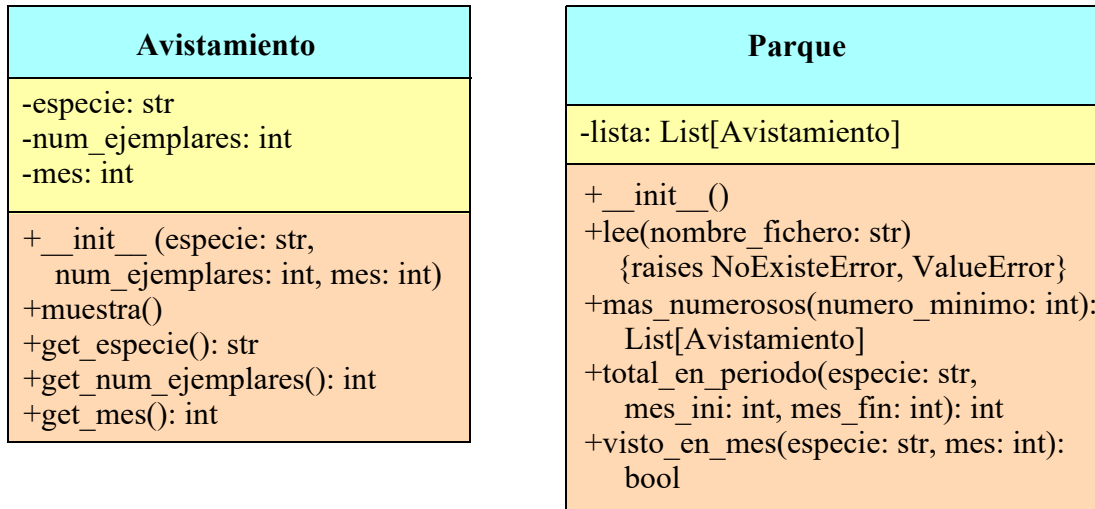 Avistamiento
-especie: str
-num_ejemplares: int
-mes: int
+__init__ (especie: str,
num_ejemplares: int, mes: int)
+muestra()
+get_especie(): str
+get_num_ejemplares(): int
+get_mes(): int
Parque
-lista: List[Avistamiento]
+__init__()
+lee(nombre_fichero: str)
{raises NoExisteError, ValueError}
+mas_numerosos(numero_minimo: int):
List[Avistamiento]
+total_en_periodo(especie: str,
mes_ini: int, mes_fin: int): int
+visto_en_mes(especie: str, mes: int):
bool